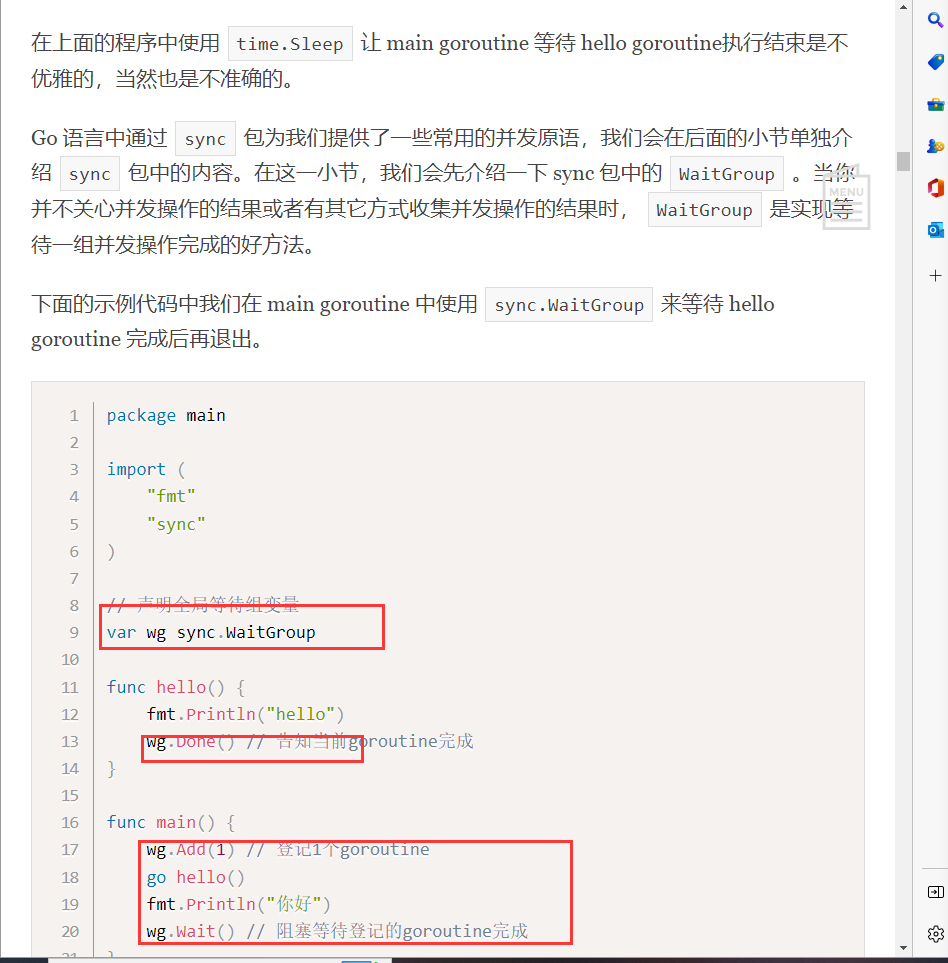 在上面的程序中使用 time.Sleep 让 main goroutine 等待 hello goroutine执行结束是不
优雅的，当然也是不准确的。
Go 语言中通过 sync 包为我们提供了一些常用的并发原语，我们会在后面的小节单独介
绍 sync 包中的内容。在这一小节，我们会先介绍一下 sync 包中的 WaitGroup 。当你
并不关心并发操作的结果或者有其它方式收集并发操作的结果时， WaitGroup 是实现等
待一组并发操作完成的好方法。
MENU
下面的示例代码中我们在 main goroutine 中使用 sync.WaitGroup 来等待 hello
goroutine 完成后再退出。
1 package main
2
3 import (
4 "fmt"
5 "sync"
6 )
7
8 // 声明全局等待组变量
9 var wg sync.WaitGroup
10
11 func hello() {
12 fmt.Println("hello")
13 wg.Done() // 告知当前goroutine完成
14 }
15
16 func main() {
17 wg.Add(1) // 登记1个goroutine
18 go hello()
19 fmt.Println("你好")
20 wg.Wait() // 阻塞等待登记的goroutine完成
21 }